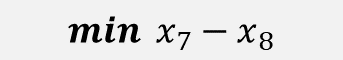 min x₇ − x₈